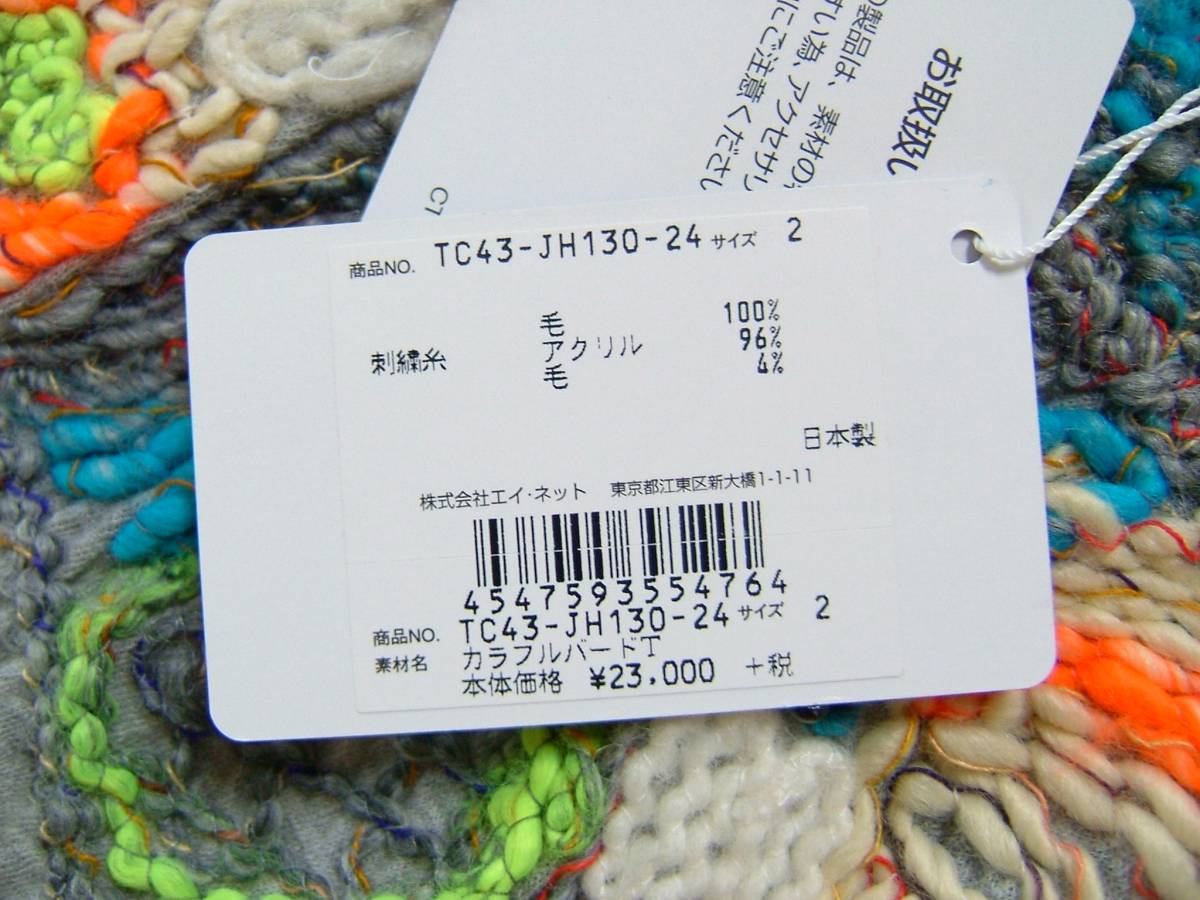 お取扱い
の製品は、素材の
すい為、アクセサリ
にご注意くださ
C7
商品NO. TC43-JH130-24 サイズ 2
毛 100%
刺繍糸 アクリル 96%
毛 4%
日本製
株式会社エイ・ネット 東京都江東区新大橋1-1-11
4547593554764
商品NO. TC43-JH130-24 サイズ 2
素材名 カラフルバードT
本体価格 ¥23,000 +税